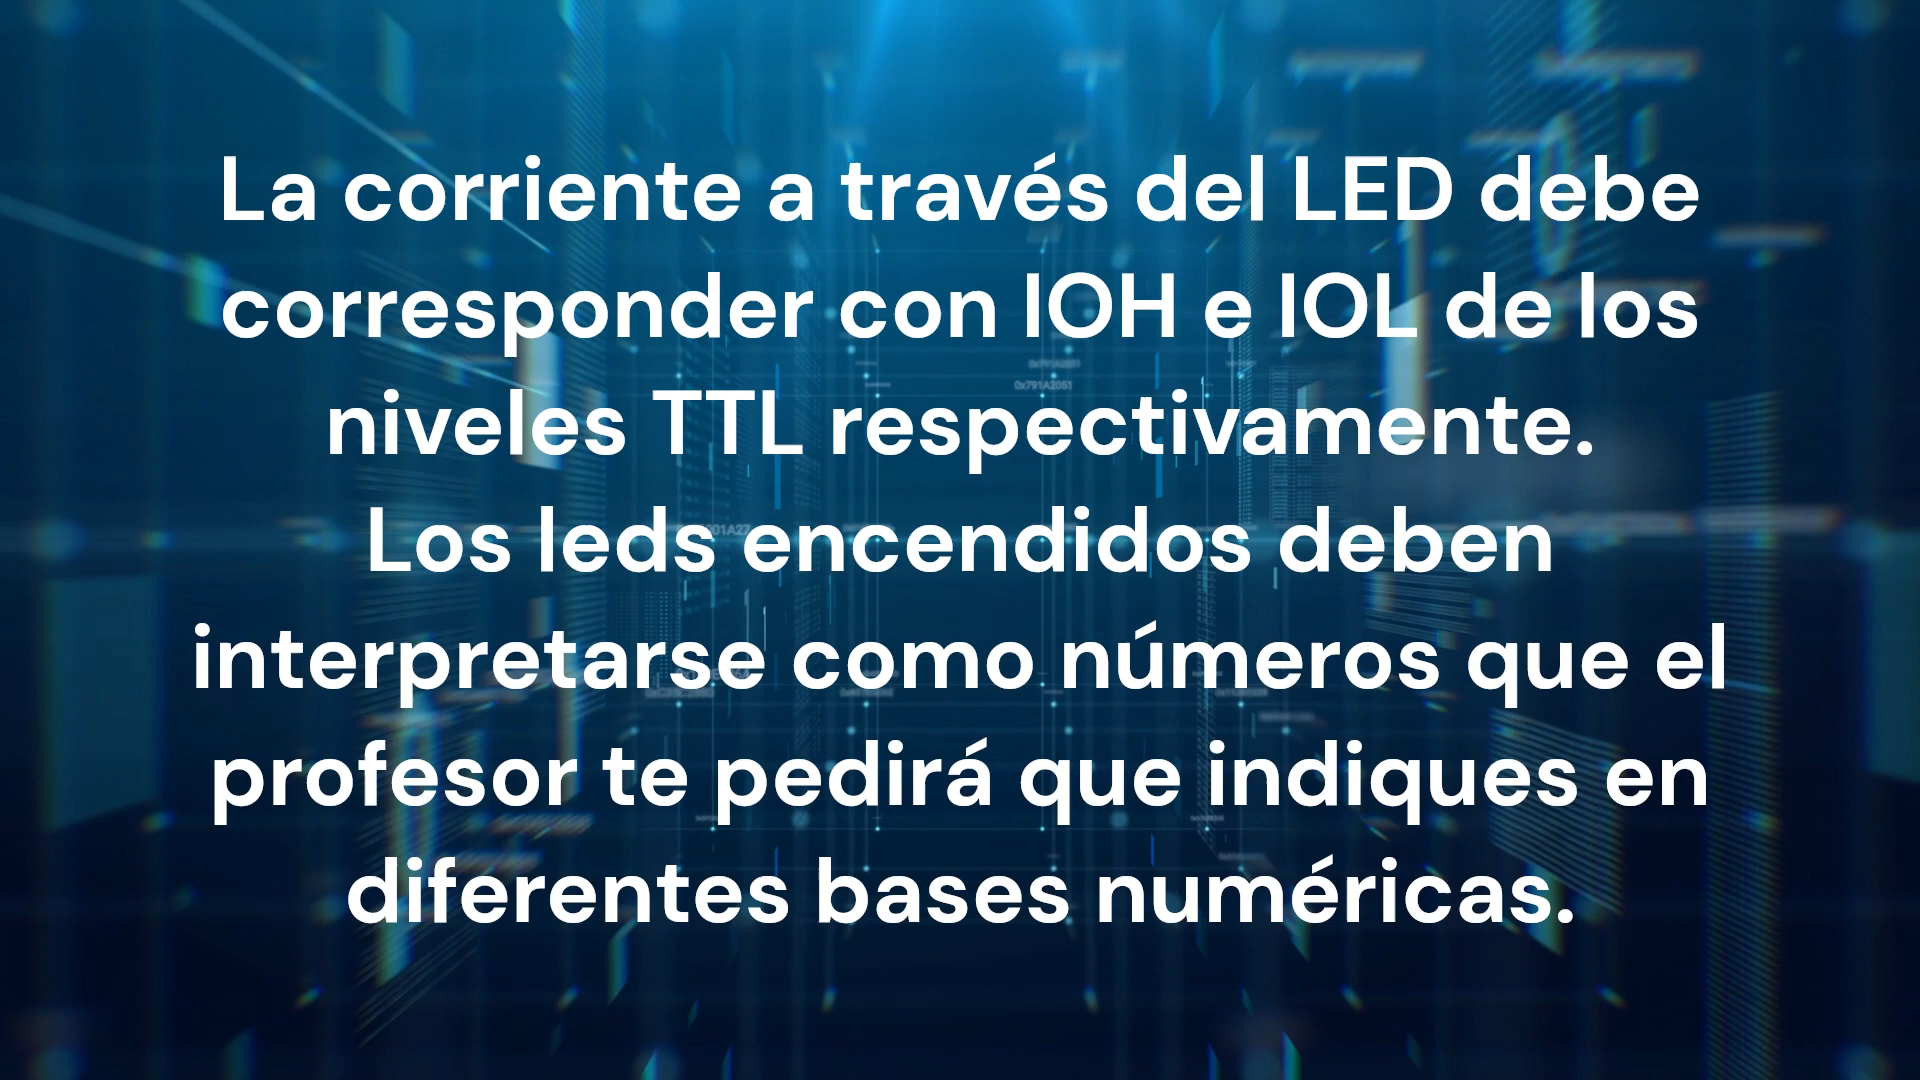 La corriente a través del LED debe
corresponder con IOH e IOL de los
niveles TTL respectivamente.
Los leds encendidos deben
interpretarse como números que el
profesor te pedirá que indiques en
diferentes bases numéricas.
0x791A2051